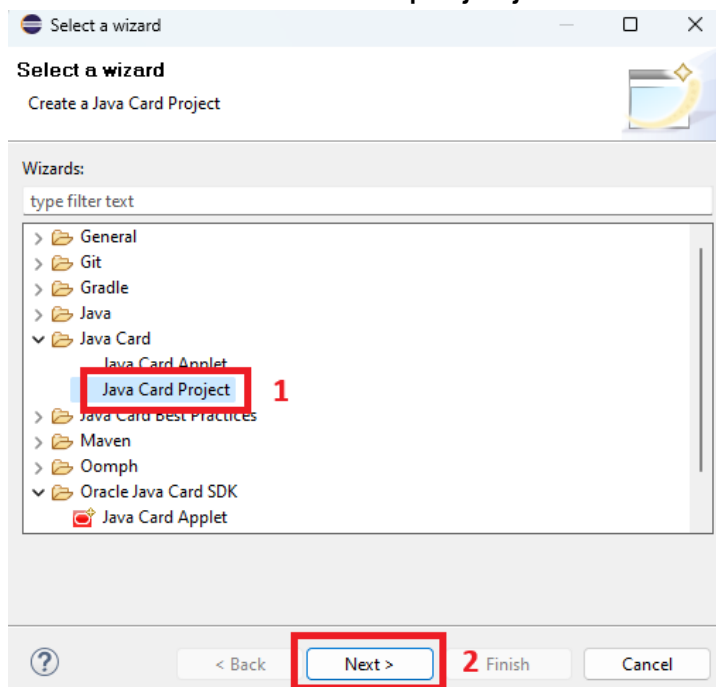 Select a wizard
Select a wizard
Create a Java Card Project
Wizards:
type filter text
General
Git
Gradle
Java
Java Card
Java Card Applet
Java Card Project 1
Java Card Best Practices
Maven
Oomph
Oracle Java Card SDK
Java Card Applet
? < Back Next > 2 Finish Cancel